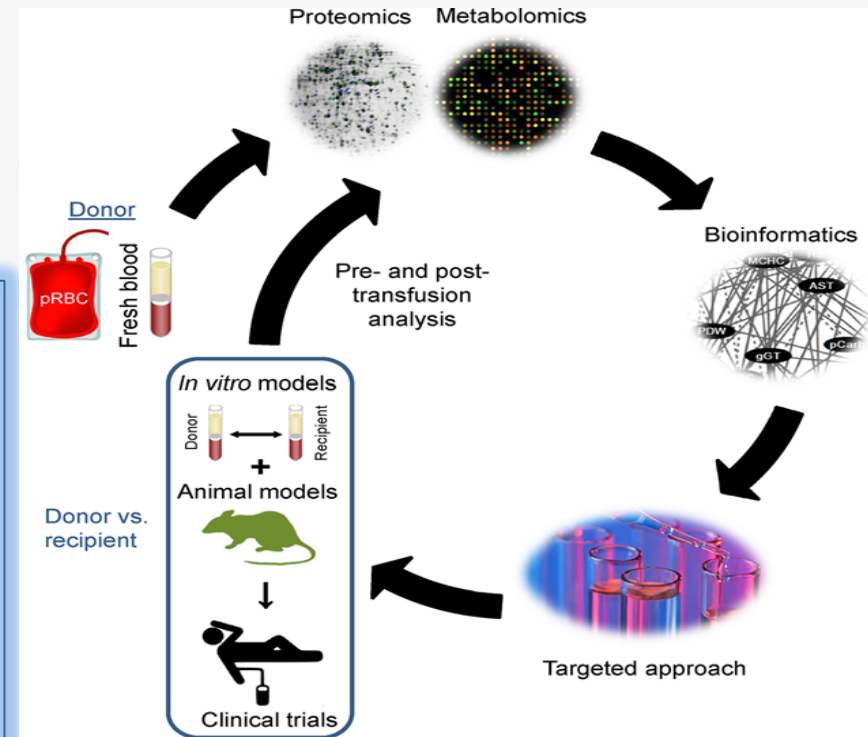 Proteomics
Metabolomics
Donor
pRBC
Fresh blood
Pre- and post-
transfusion
analysis
Bioinformatics
MCHC
AST
PDW
gGT
In vitro models
Donor
Recipient
+
Animal models
Donor vs.
recipient
Clinical trials
Targeted approach